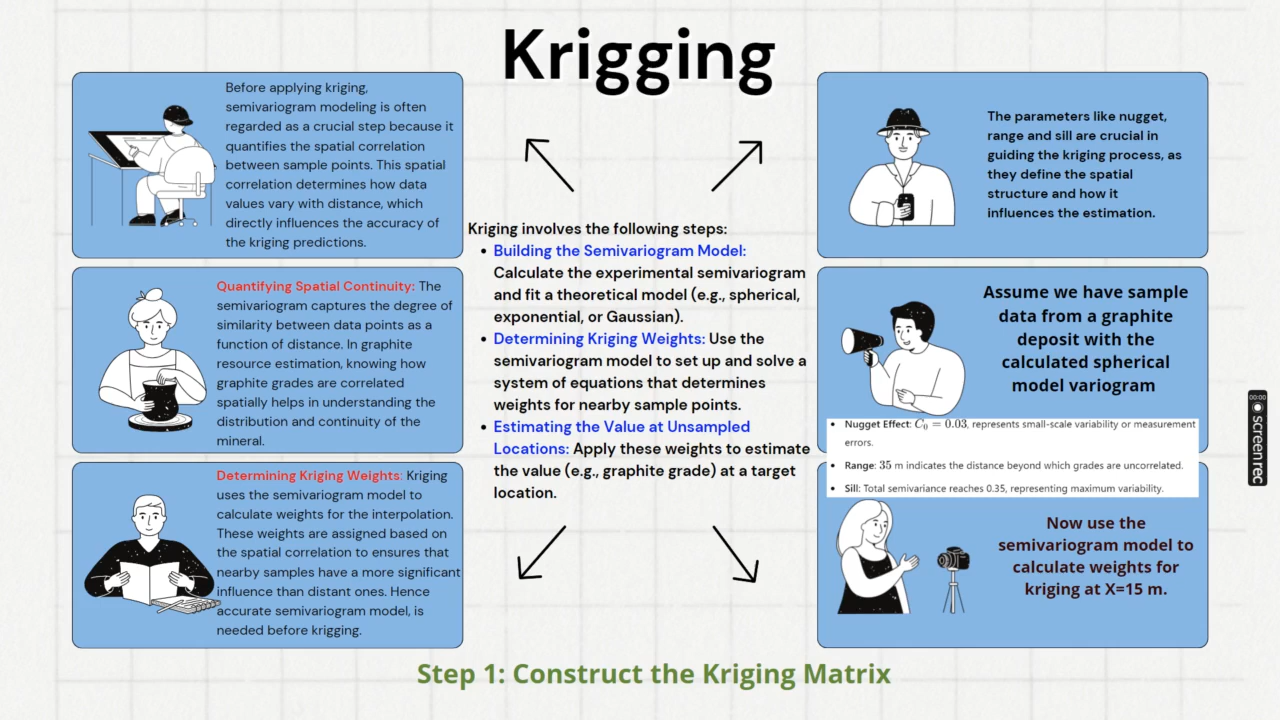 Krigging
Before applying kriging,
semivariogram modeling is often
regarded as a crucial step because it
quantifies the spatial correlation
between sample points. This spatial
correlation determines how data
values vary with distance, which
directly influences the accuracy of
the kriging predictions.
Quantifying Spatial Continuity: The
semivariogram captures the degree of
similarity between data points as a
function of distance. In graphite
resource estimation, knowing how
graphite grades are correlated
spatially helps in understanding the
distribution and continuity of the
mineral.
Determining Kriging Weights: Kriging
uses the semivariogram model to
calculate weights for the interpolation.
These weights are assigned based on
the spatial correlation to ensures that
nearby samples have a more significant
influence than distant ones. Hence
accurate semivariogram model, is
needed before krigging.
Kriging involves the following steps:
• Building the Semivariogram Model:
Calculate the experimental semivariogram
and fit a theoretical model (e.g., spherical,
exponential, or Gaussian).
• Determining Kriging Weights: Use the
semivariogram model to set up and solve a
system of equations that determines
weights for nearby sample points.
• Estimating the Value at Unsampled
Locations: Apply these weights to estimate
the value (e.g., graphite grade) at a target
location.
The parameters like nugget,
range and sill are crucial in
guiding the kriging process, as
they define the spatial
structure and how it
influences the estimation.
Assume we have sample
data from a graphite
deposit with the
calculated spherical
model variogram
• Nugget Effect: C₀ = 0.03, represents small-scale variability or measurement
errors.
• Range: 35 m indicates the distance beyond which grades are uncorrelated.
• Sill: Total semivariance reaches 0.35, representing maximum variability.
Now use the
semivariogram model to
calculate weights for
kriging at X=15 m.
Step 1: Construct the Kriging Matrix
00:00
screenrec